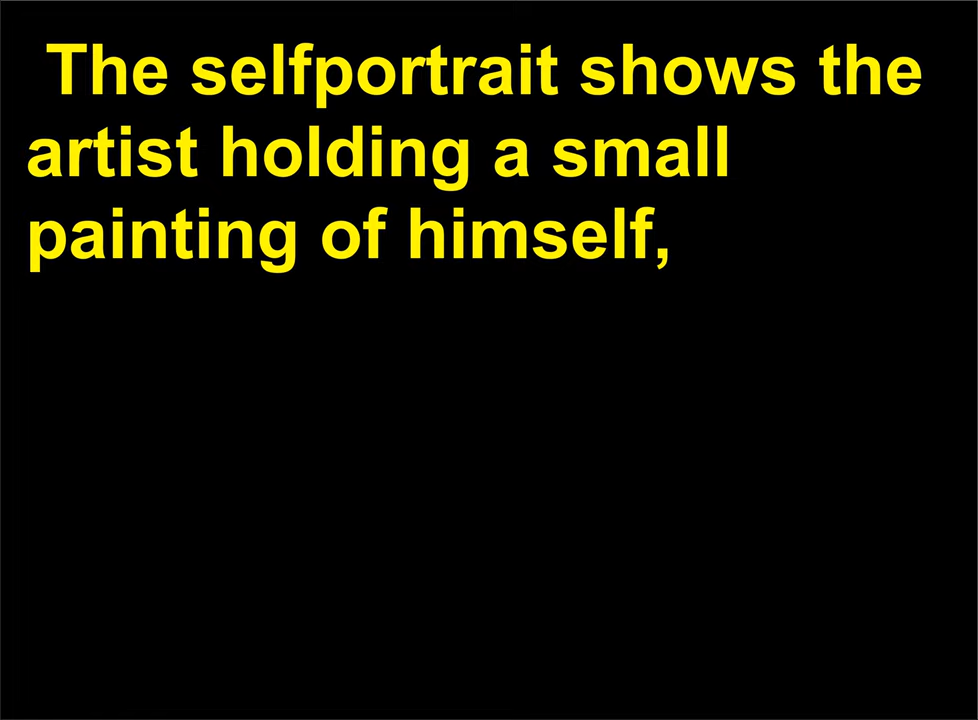 The selfportrait shows the
artist holding a small
painting of himself,